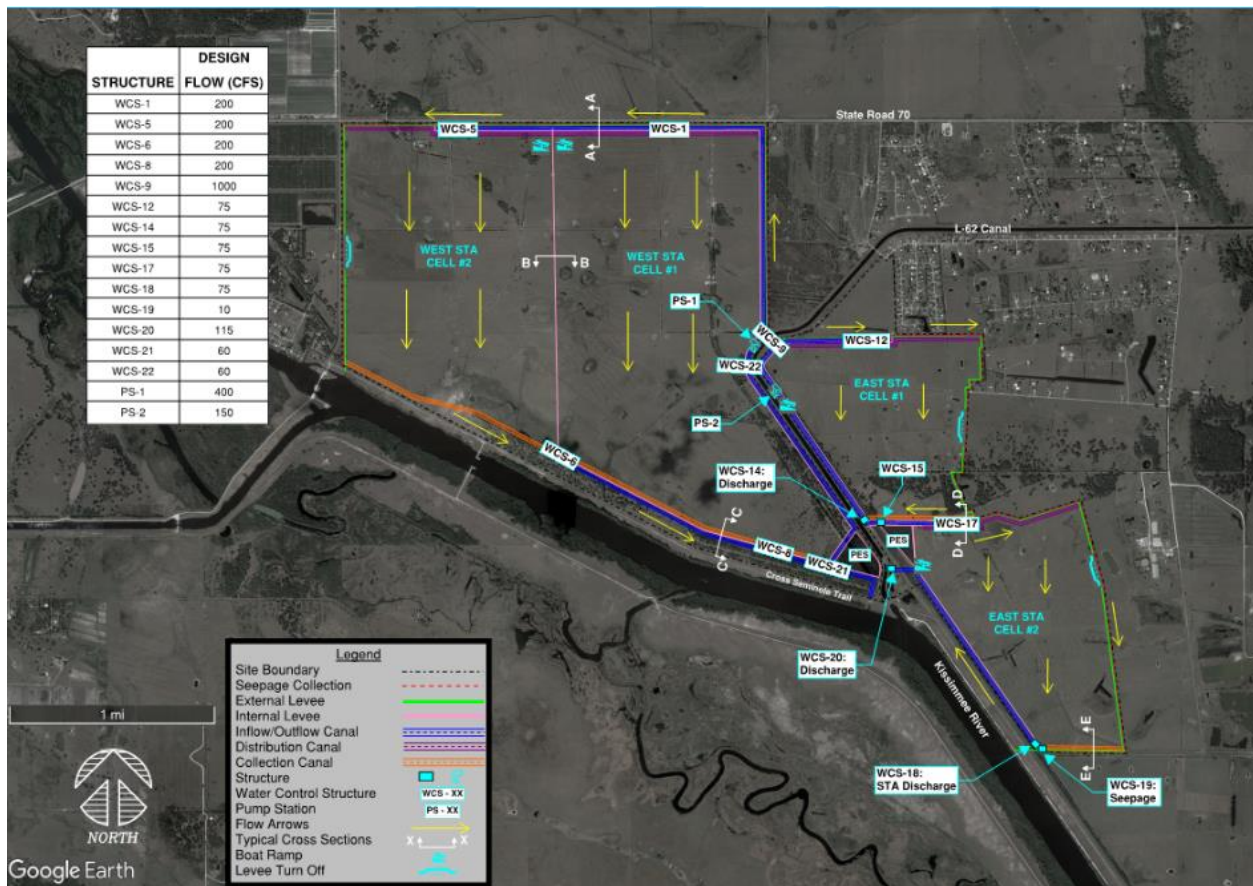 DESIGN
STRUCTURE FLOW (CFS)
WCS-1 200
WCS-5 200
WCS-6 200
WCS-8 200
WCS-9 1000
WCS-12 75
WCS-14 75
WCS-15 75
WCS-17 75
WCS-18 75
WCS-19 10
WCS-20 115
WCS-21 60
WCS-22 60
PS-1 400
PS-2 150
A
A
WCS-5
WCS-1
State Road 70
L-62 Canal
WEST STA
CELL #2
WEST STA
CELL #1
B B
PS-1
WCS-9
WCS-12
WCS-22
EAST STA
CELL #1
PS-2
WCS-6
WCS-14:
Discharge
WCS-15
D
D
WCS-17
C
C
WCS-8
WCS-21
PES
PES
Cross Seminole Trail
EAST STA
CELL #2
WCS-20:
Discharge
Kissimmee River
E
E
WCS-18:
STA Discharge
WCS-19:
Seepage
Legend
Site Boundary
Seepage Collection
External Levee
Internal Levee
Inflow/Outflow Canal
Distribution Canal
Collection Canal
Structure
Water Control Structure WCS - XX
Pump Station PS - XX
Flow Arrows
Typical Cross Sections X X
Boat Ramp
Levee Turn Off
1 mi
NORTH
Google Earth